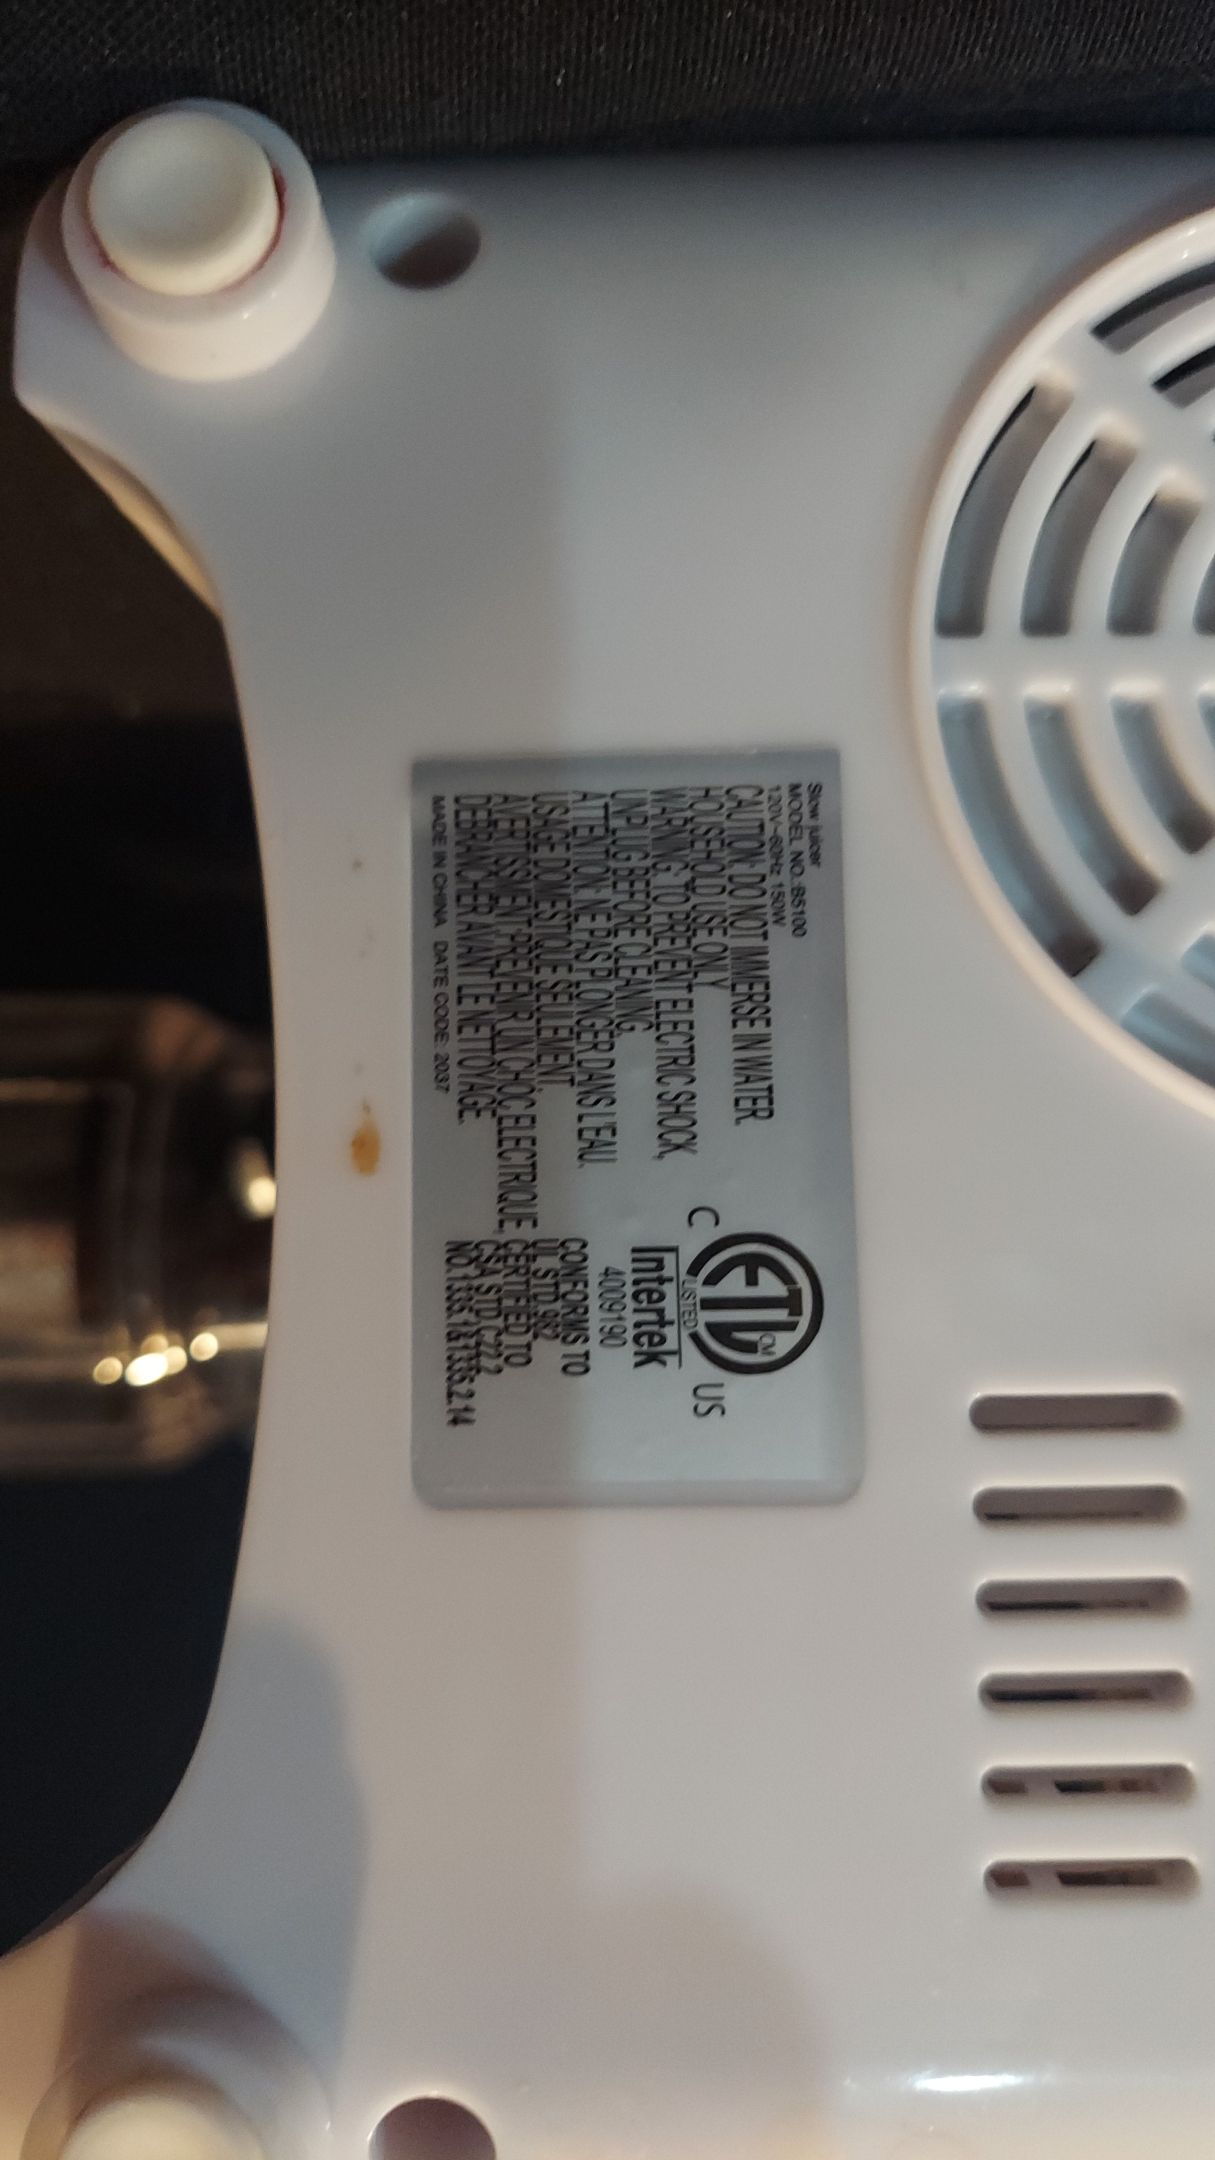 Slow juicer
MODEL NO.:B5100
120V~60Hz 150W
CAUTION: DO NOT IMMERSE IN WATER.
HOUSEHOLD USE ONLY
WARNING: TO PREVENT ELECTRIC SHOCK,
UNPLUG BEFORE CLEANING.
ATTENTION: NE PAS PLONGER DANS L'EAU.
USAGE DOMESTIQUE SEULEMENT.
AVERTISSEMENT: PREVENIR UN CHOC ELECTRIQUE,
DEBRANCHER AVANT LE NETTOYAGE.
MADE IN CHINA DATE CODE: 2037
ETL CM
C LISTED US
Intertek
4009190
CONFORMS TO
UL STD. 982
CERTIFIED TO
CSA STD. C22.2
NO.1335.1&1335.2.14